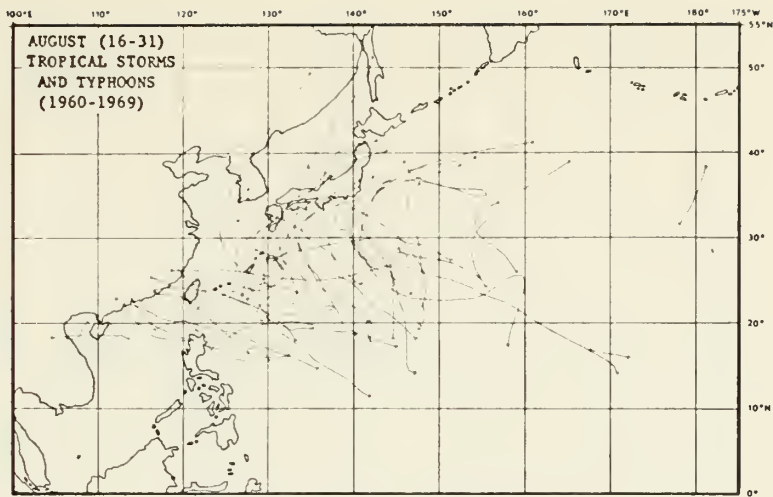 100°E 110° 120° 130° 140° 150° 160° 170°E 180° 175°W
55°N
AUGUST (16-31)
TROPICAL STORMS
AND TYPHOONS
(1960-1969)
50°
40°
30°
20°
10°N
0°